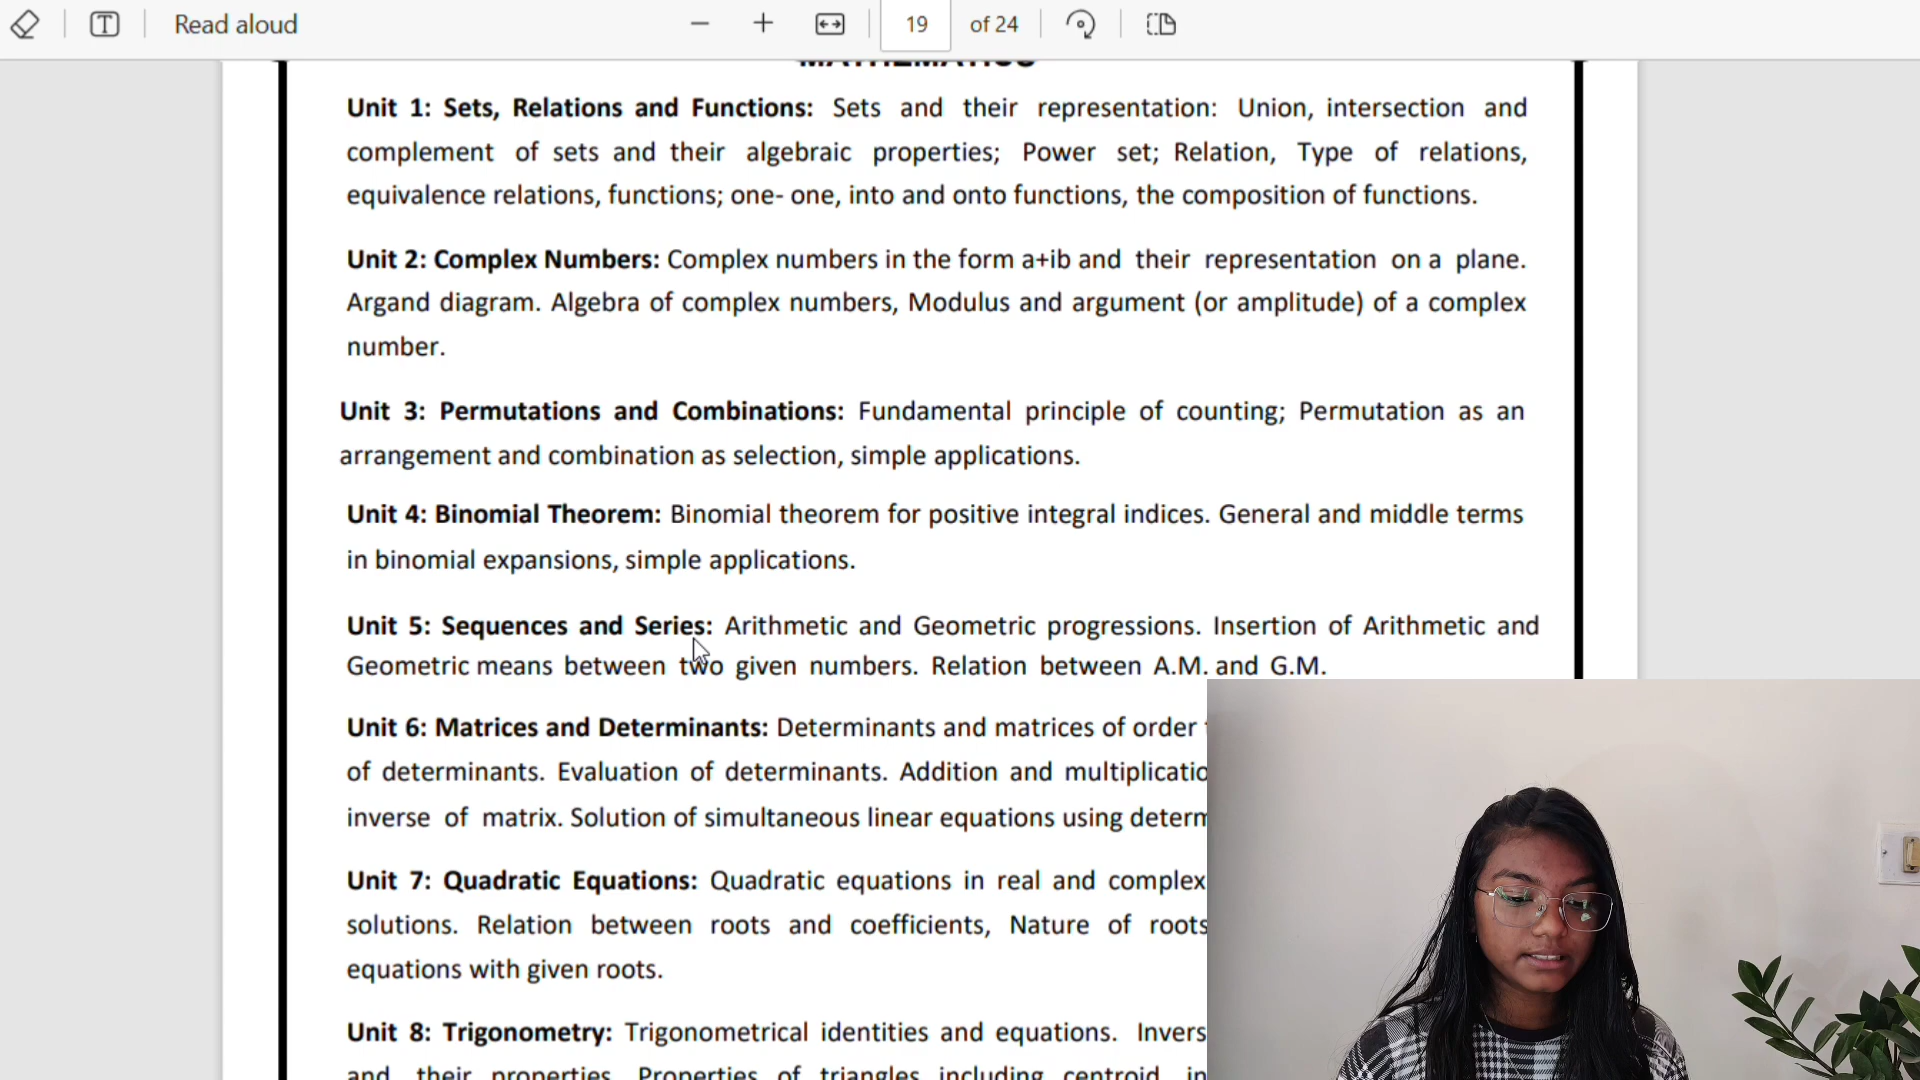 Read aloud
19 of 24
MATHEMATICS
Unit 1: Sets, Relations and Functions: Sets and their representation: Union, intersection and
complement of sets and their algebraic properties; Power set; Relation, Type of relations,
equivalence relations, functions; one- one, into and onto functions, the composition of functions.
Unit 2: Complex Numbers: Complex numbers in the form a+ib and their representation on a plane.
Argand diagram. Algebra of complex numbers, Modulus and argument (or amplitude) of a complex
number.
Unit 3: Permutations and Combinations: Fundamental principle of counting; Permutation as an
arrangement and combination as selection, simple applications.
Unit 4: Binomial Theorem: Binomial theorem for positive integral indices. General and middle terms
in binomial expansions, simple applications.
Unit 5: Sequences and Series: Arithmetic and Geometric progressions. Insertion of Arithmetic and
Geometric means between two given numbers. Relation between A.M. and G.M.
Unit 6: Matrices and Determinants: Determinants and matrices of order
of determinants. Evaluation of determinants. Addition and multiplicatio
inverse of matrix. Solution of simultaneous linear equations using determ
Unit 7: Quadratic Equations: Quadratic equations in real and complex
solutions. Relation between roots and coefficients, Nature of roots
equations with given roots.
Unit 8: Trigonometry: Trigonometrical identities and equations. Invers
and their properties. Properties of triangles including centroid, in